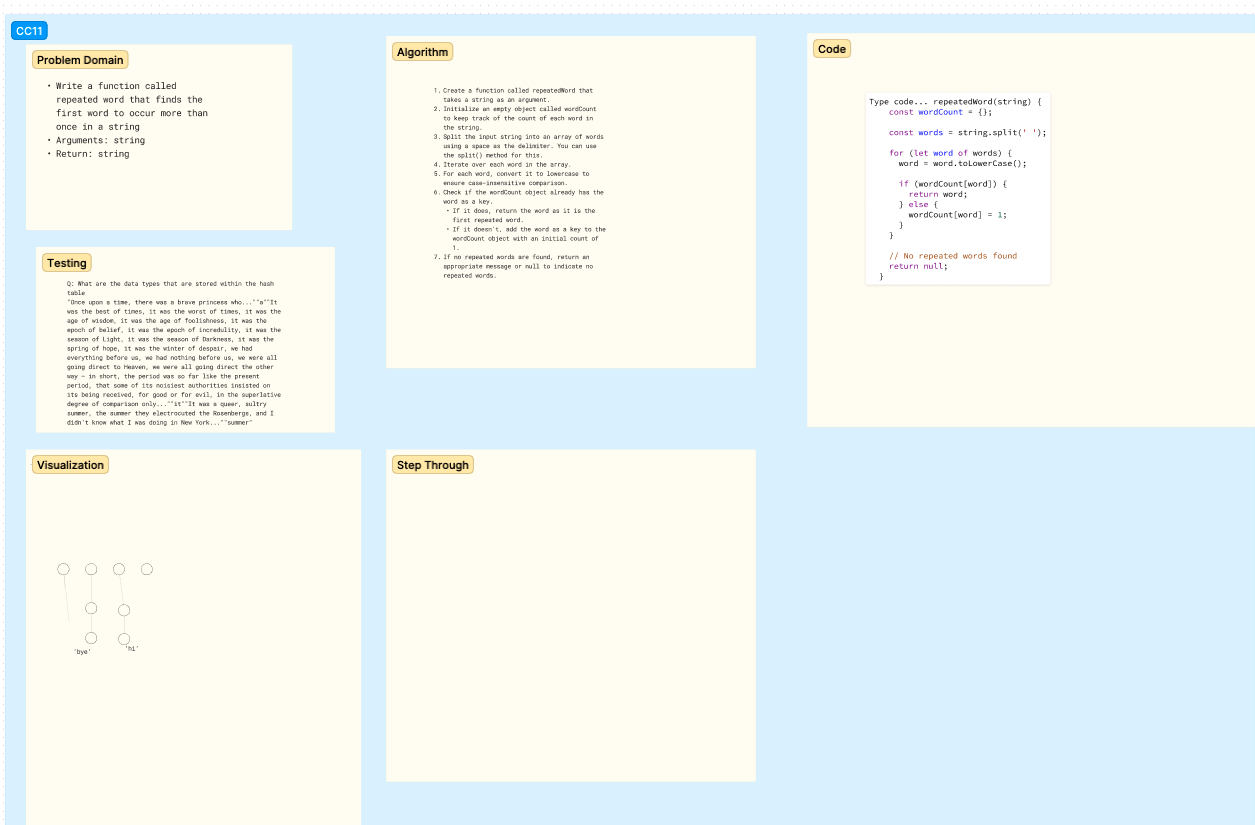 CC11
Problem Domain
• Write a function called
repeated word that finds the
first word to occur more than
once in a string
• Arguments: string
• Return: string
Testing
Q: What are the data types that are stored within the hash
table
"Once upon a time, there was a brave princess who...""a""It
was the best of times, it was the worst of times, it was the
age of wisdom, it was the age of foolishness, it was the
epoch of belief, it was the epoch of incredulity, it was the
season of Light, it was the season of Darkness, it was the
spring of hope, it was the winter of despair, we had
everything before us, we had nothing before us, we were all
going direct to Heaven, we were all going direct the other
way – in short, the period was so far like the present
period, that some of its noisiest authorities insisted on
its being received, for good or for evil, in the superlative
degree of comparison only...""it""It was a queer, sultry
summer, the summer they electrocuted the Rosenbergs, and I
didn't know what I was doing in New York...""summer"
Visualization
'bye'
'hi'
Algorithm
1. Create a function called repeatedWord that
takes a string as an argument.
2. Initialize an empty object called wordCount
to keep track of the count of each word in
the string.
3. Split the input string into an array of words
using a space as the delimiter. You can use
the split() method for this.
4. Iterate over each word in the array.
5. For each word, convert it to lowercase to
ensure case-insensitive comparison.
6. Check if the wordCount object already has the
word as a key.
• If it does, return the word as it is the
first repeated word.
• If it doesn't, add the word as a key to the
wordCount object with an initial count of
1.
7. If no repeated words are found, return an
appropriate message or null to indicate no
repeated words.
Step Through
Code
Type code... repeatedWord(string) {
const wordCount = {};
const words = string.split(' ');
for (let word of words) {
word = word.toLowerCase();
if (wordCount[word]) {
return word;
} else {
wordCount[word] = 1;
}
}
// No repeated words found
return null;
}